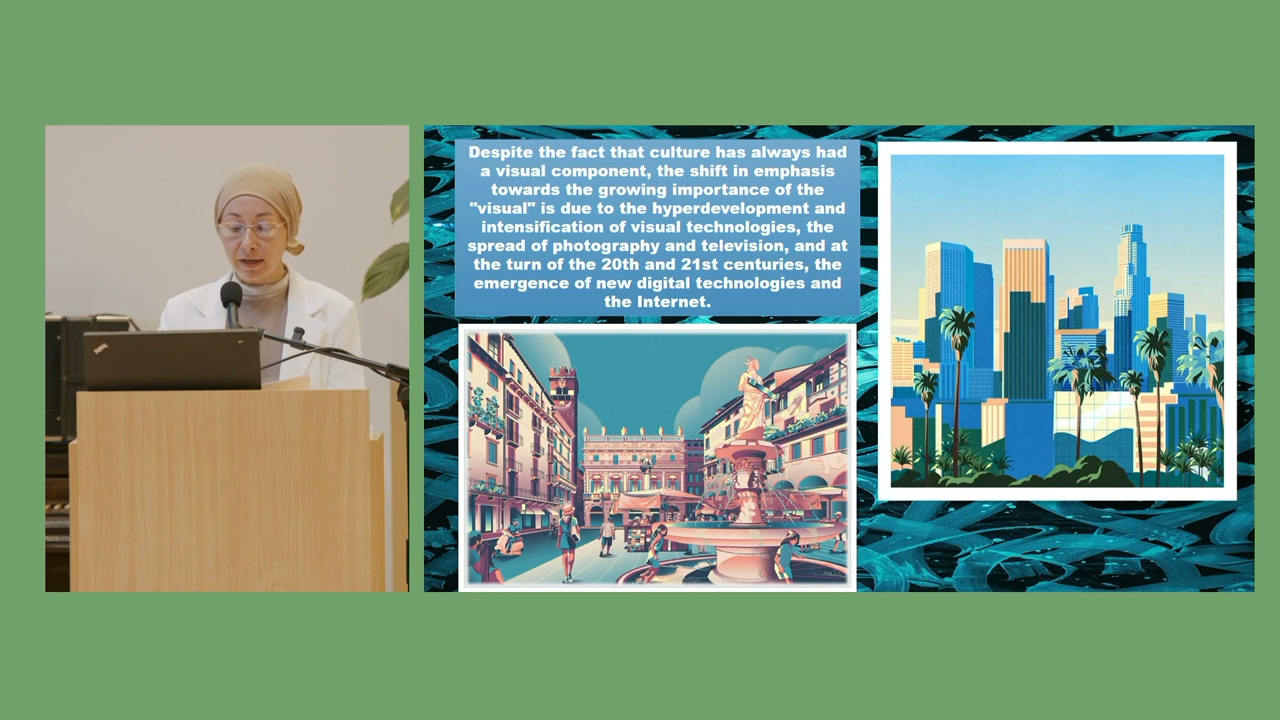 Despite the fact that culture has always had
a visual component, the shift in emphasis
towards the growing importance of the
"visual" is due to the hyperdevelopment and
intensification of visual technologies, the
spread of photography and television, and at
the turn of the 20th and 21st centuries, the
emergence of new digital technologies and
the Internet.